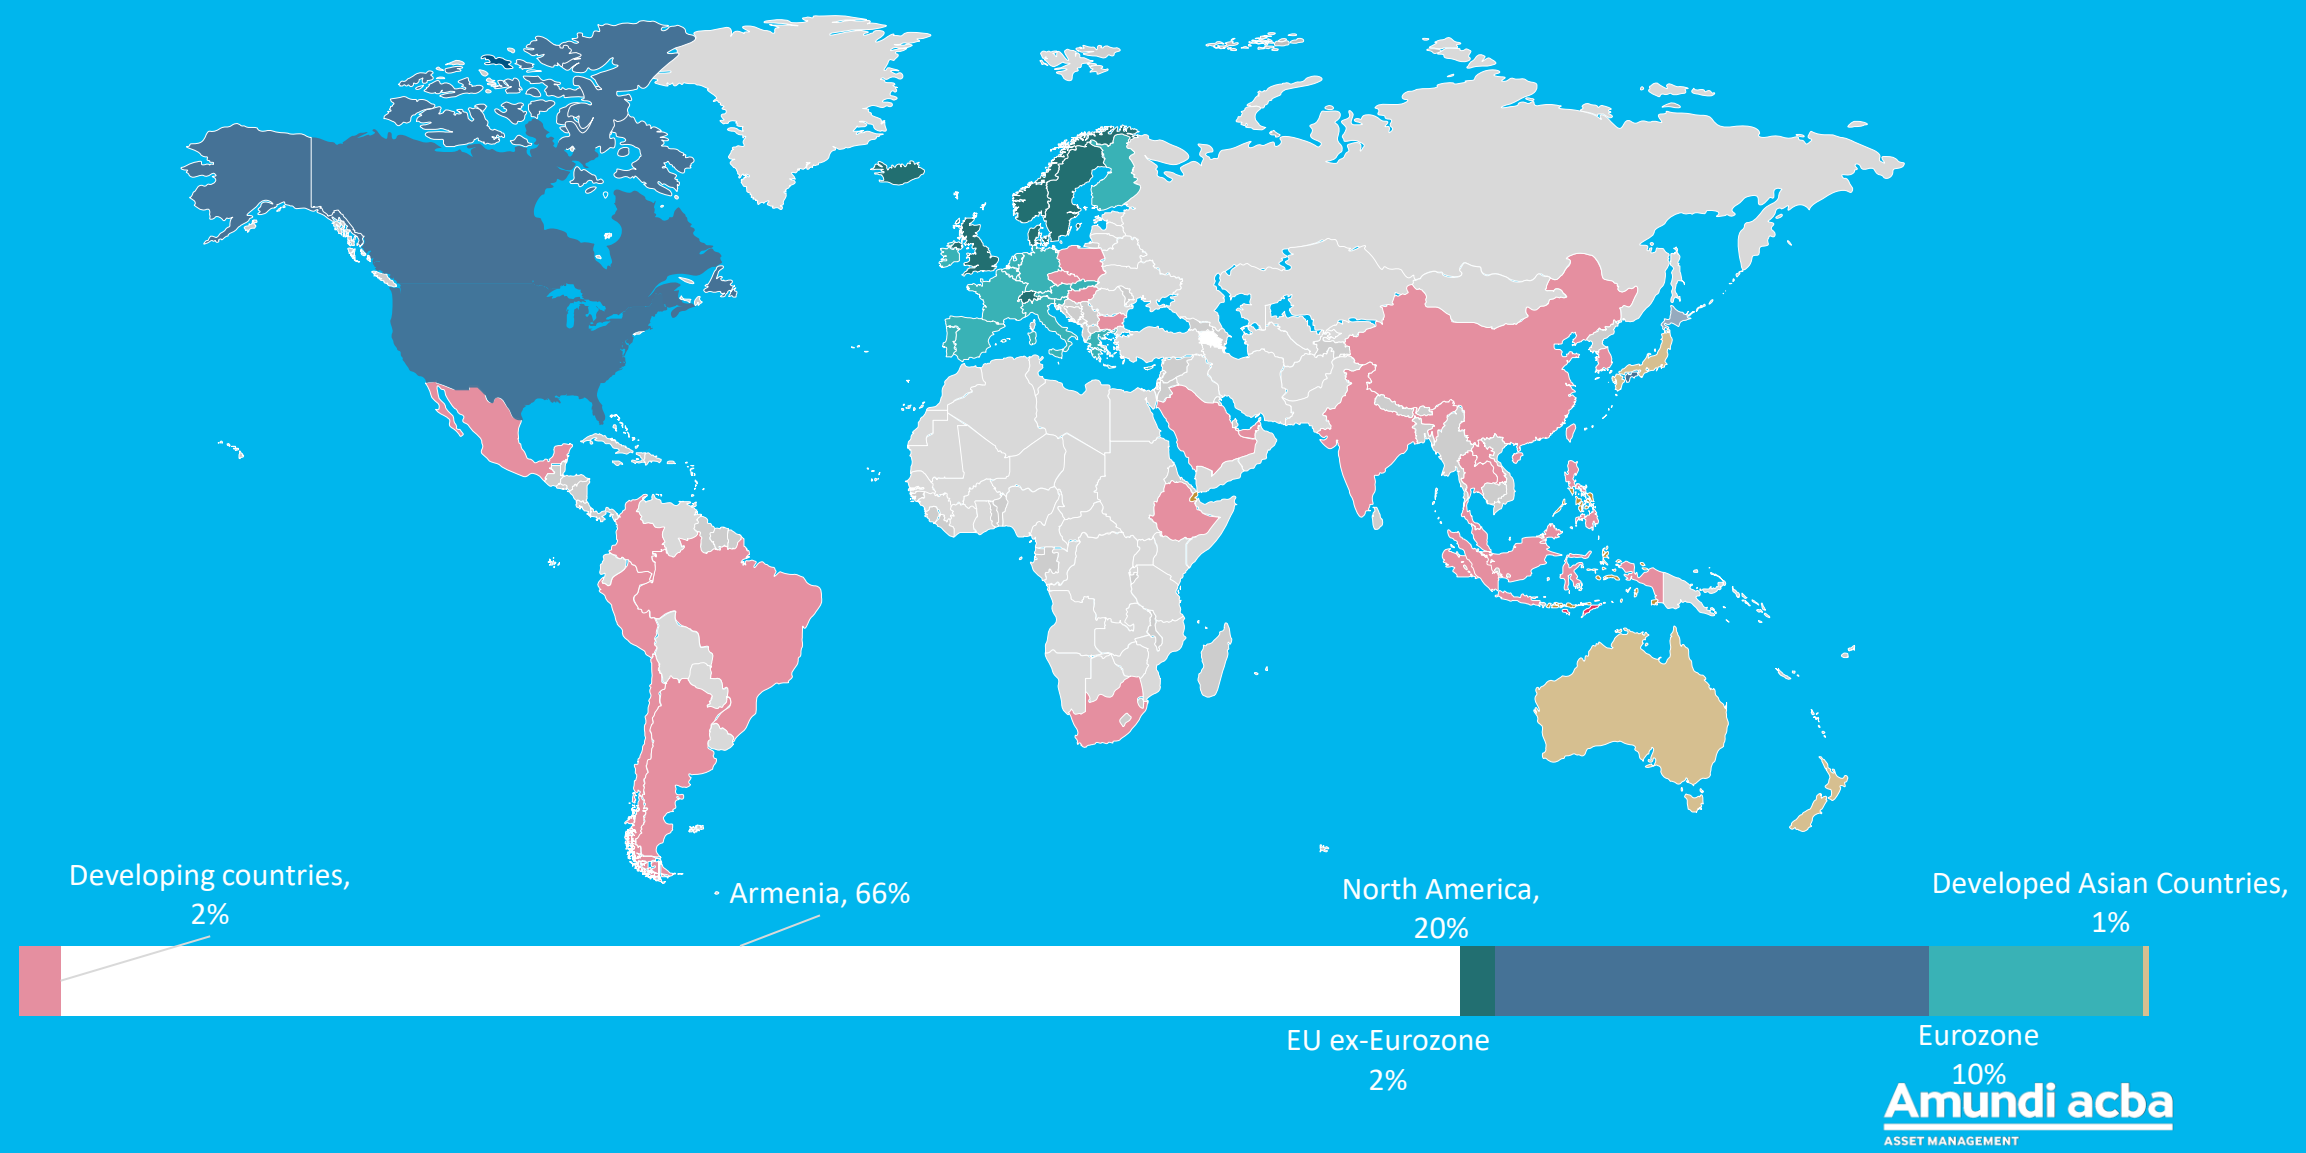 Developing countries,
2%
Armenia, 66%
North America,
20%
Developed Asian Countries,
1%
EU ex-Eurozone
2%
Eurozone
10%
Amundi acba
ASSET MANAGEMENT